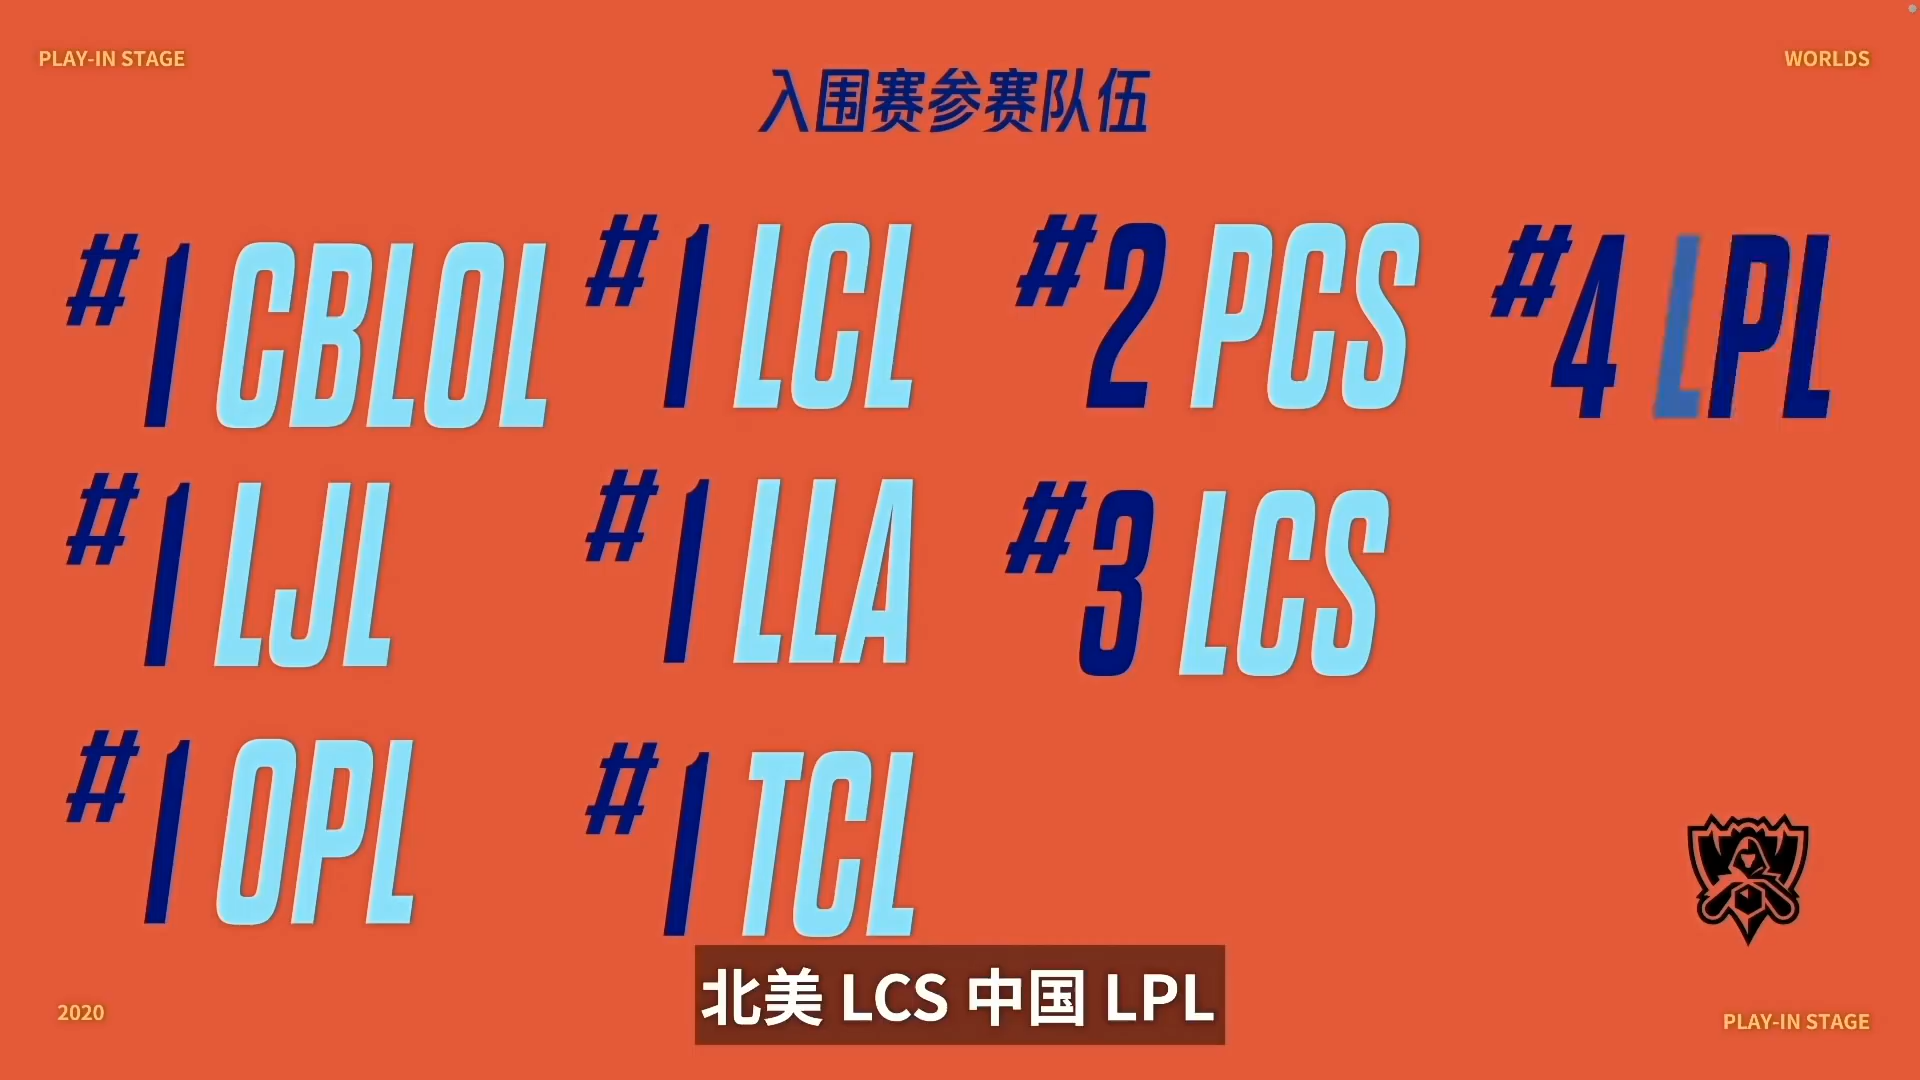 PLAY-IN STAGE
WORLDS
入围赛参赛队伍
#1 CBLOL
#1 LCL
#2 PCS
#4 LPL
#1 LJL
#1 LLA
#3 LCS
#1 OPL
#1 TCL
北美 LCS 中国 LPL
2020
PLAY-IN STAGE